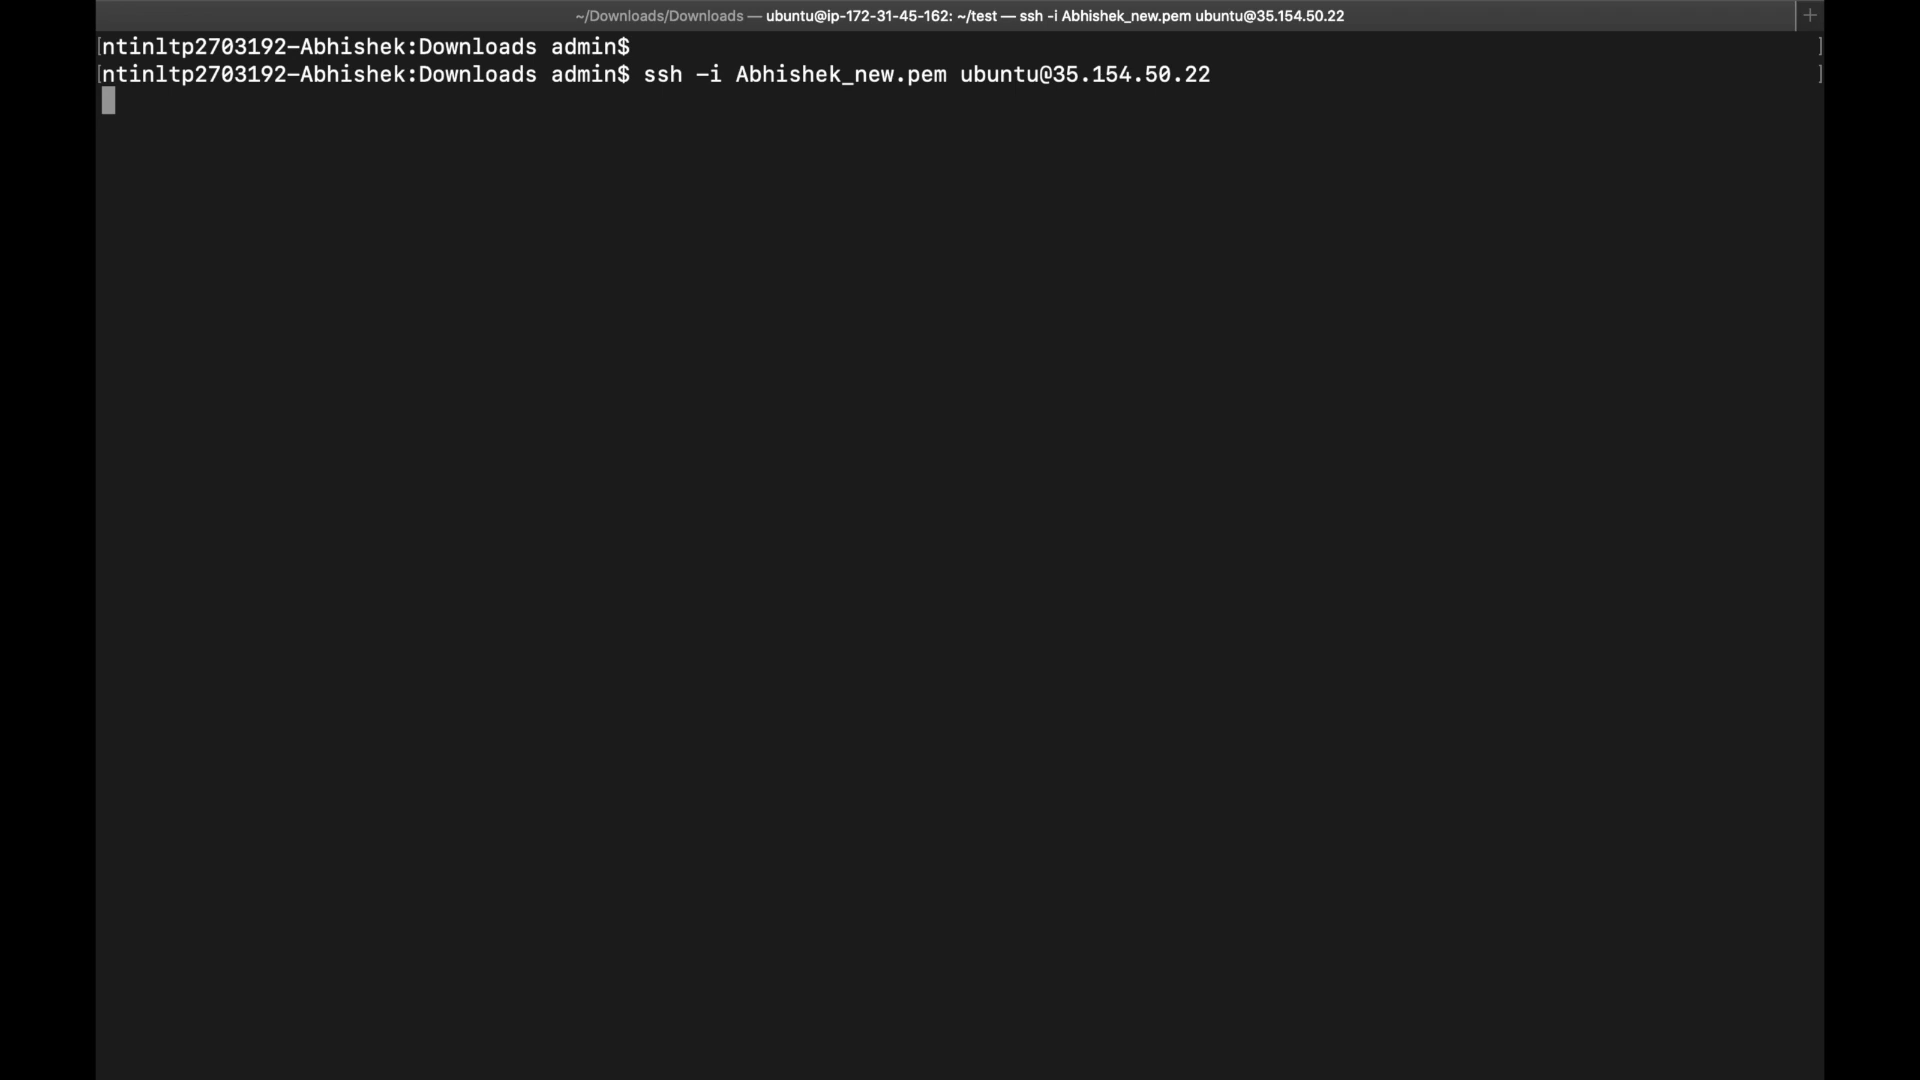 ~/Downloads/Downloads — ubuntu@ip-172-31-45-162: ~/test — ssh -i Abhishek_new.pem ubuntu@35.154.50.22 +
[ntinltp2703192-Abhishek:Downloads admin$ ]
[ntinltp2703192-Abhishek:Downloads admin$ ssh -i Abhishek_new.pem ubuntu@35.154.50.22 ]